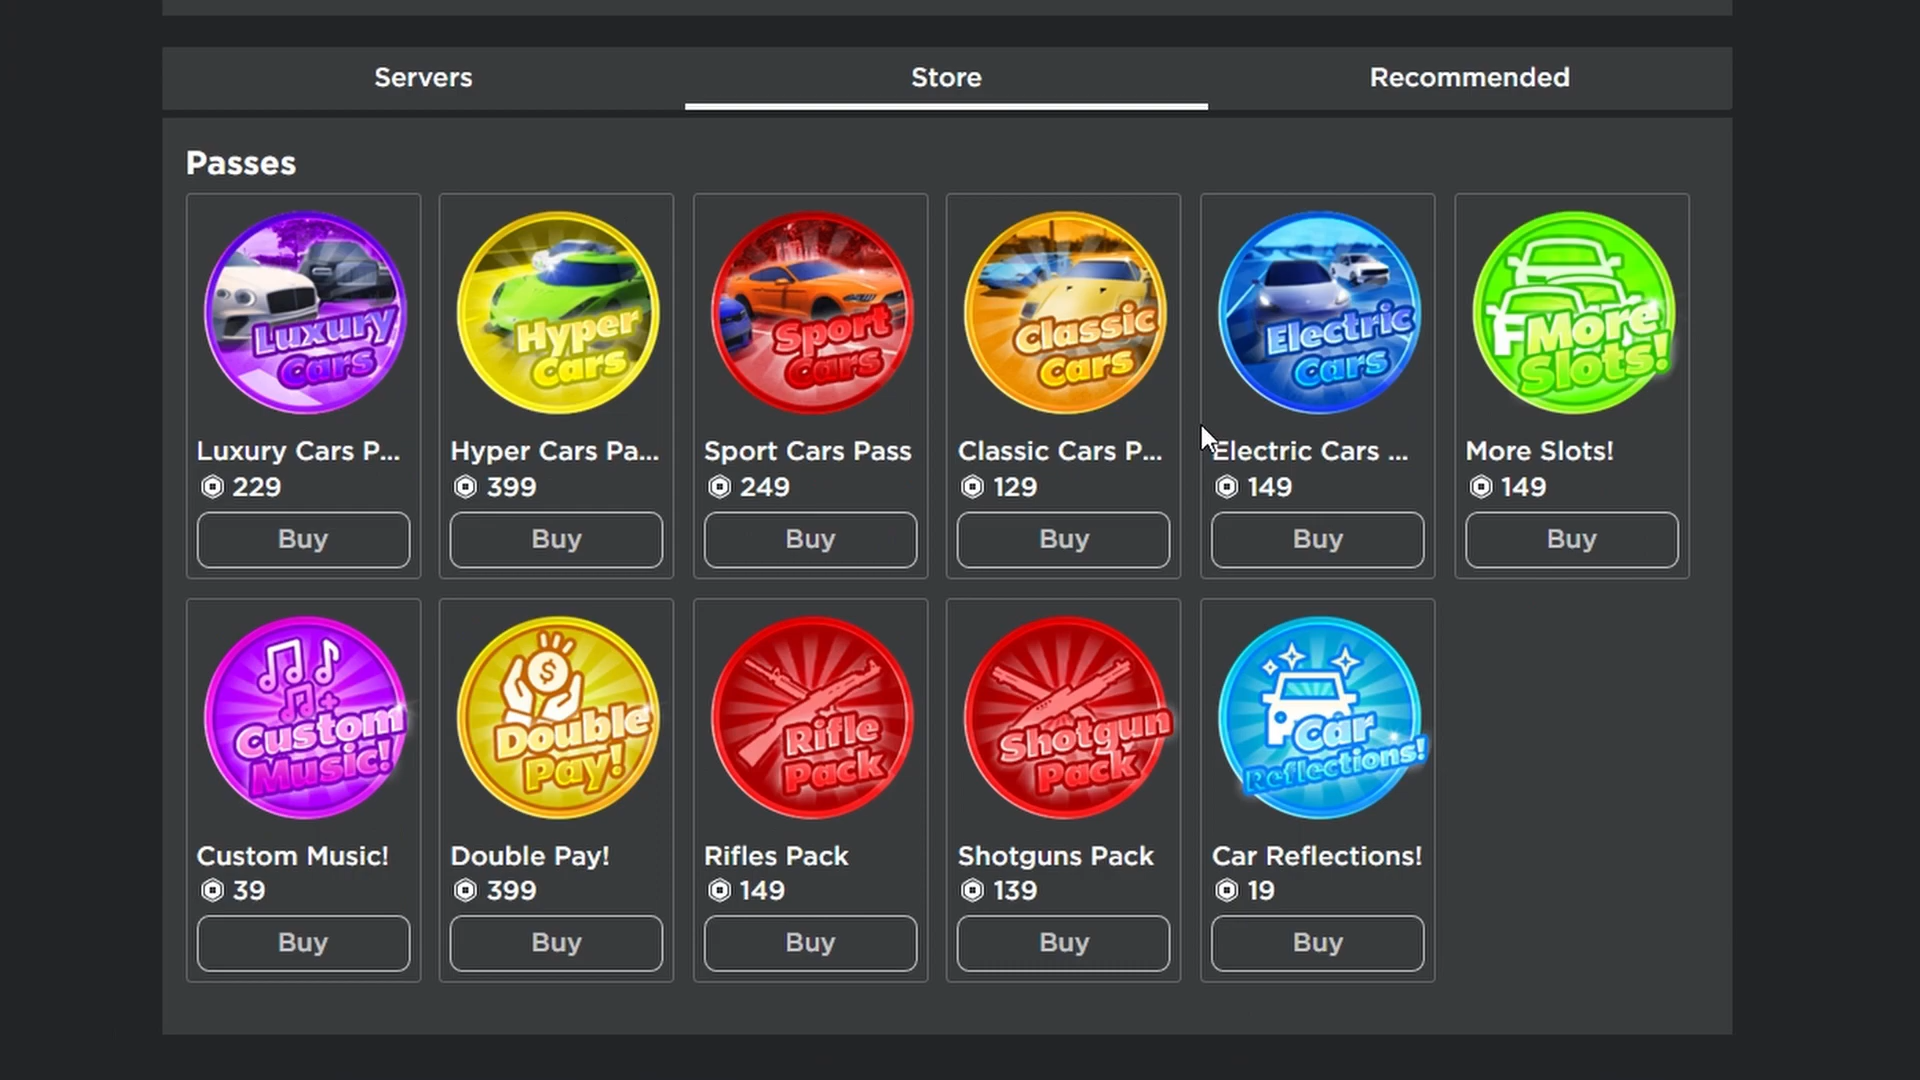 Servers
Store
Recommended
Passes
Luxury
Cars
Hyper
Cars
Sport
Cars
Classic
Cars
Electric
Cars
More
Slots!
Luxury Cars P...
Hyper Cars Pa...
Sport Cars Pass
Classic Cars P...
Electric Cars ...
More Slots!
229
399
249
129
149
149
Buy
Buy
Buy
Buy
Buy
Buy
Custom
Music!
$
Double
Pay!
Rifle
Pack
Shotgun
Pack
Car
Reflections!
Custom Music!
Double Pay!
Rifles Pack
Shotguns Pack
Car Reflections!
39
399
149
139
19
Buy
Buy
Buy
Buy
Buy